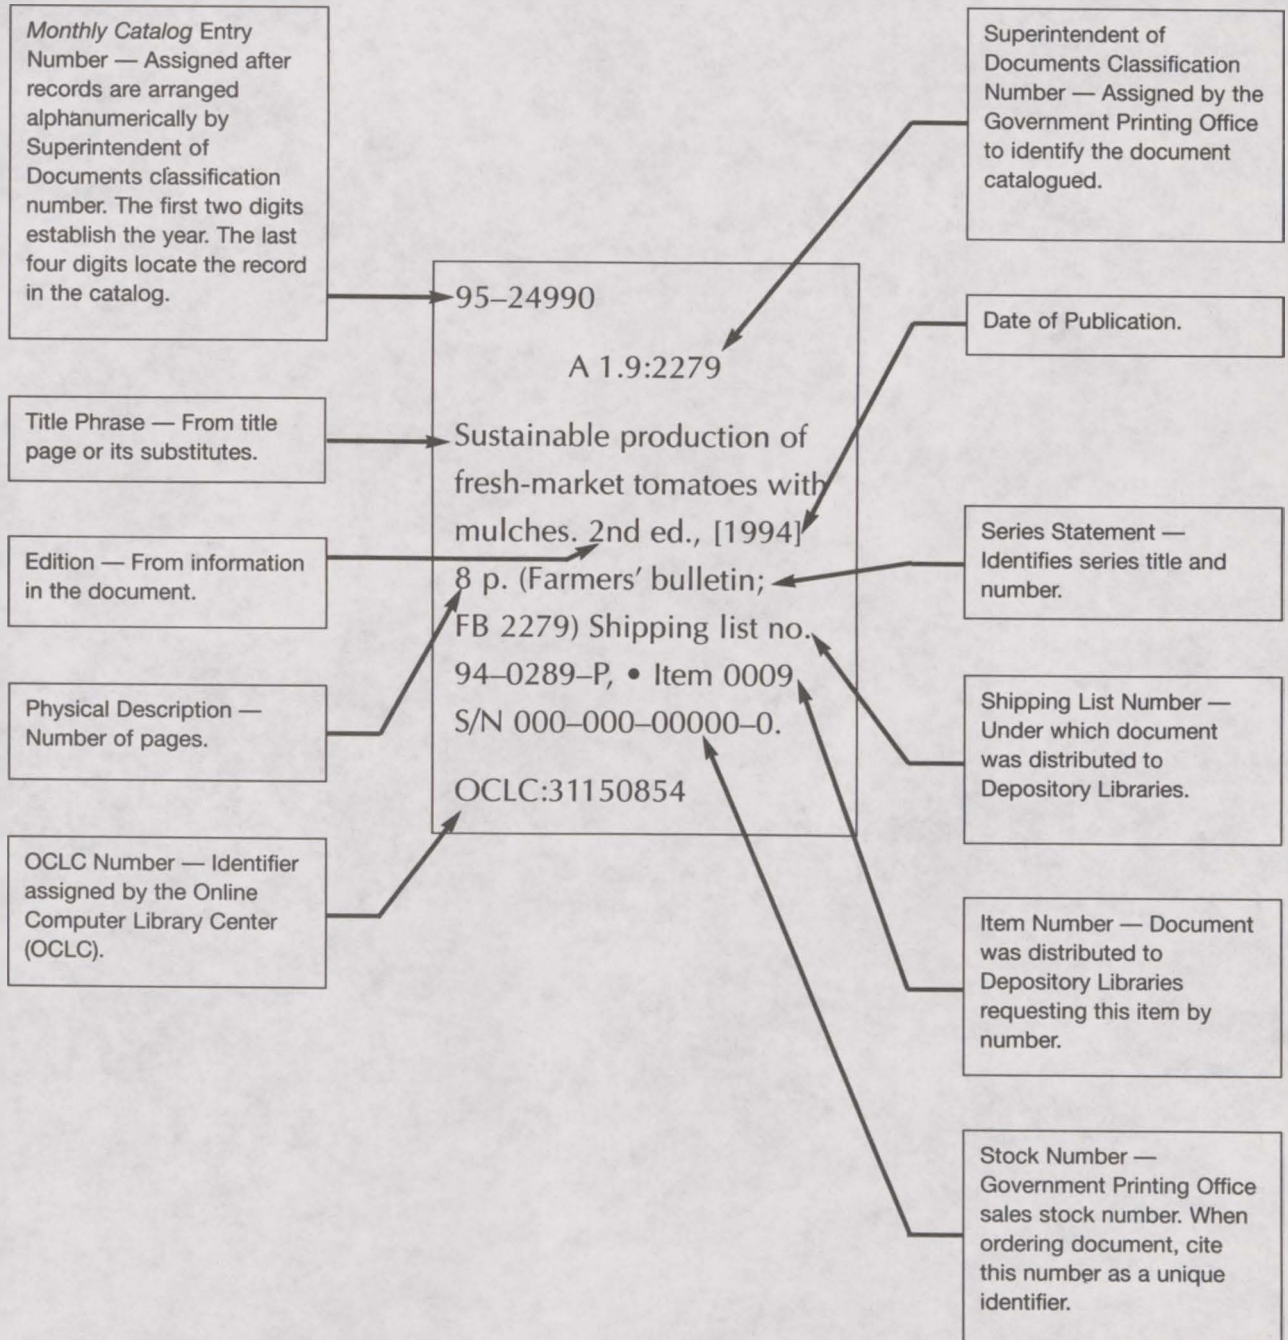 Monthly Catalog Entry
Number — Assigned after
records are arranged
alphanumerically by
Superintendent of
Documents classification
number. The first two digits
establish the year. The last
four digits locate the record
in the catalog.
Title Phrase — From title
page or its substitutes.
Edition — From information
in the document.
Physical Description —
Number of pages.
OCLC Number — Identifier
assigned by the Online
Computer Library Center
(OCLC).
95–24990
A 1.9:2279
Sustainable production of
fresh-market tomatoes with
mulches. 2nd ed., [1994]
8 p. (Farmers’ bulletin;
FB 2279) Shipping list no.
94–0289–P, • Item 0009
S/N 000–000–00000–0.
OCLC:31150854
Superintendent of
Documents Classification
Number — Assigned by the
Government Printing Office
to identify the document
catalogued.
Date of Publication.
Series Statement —
Identifies series title and
number.
Shipping List Number —
Under which document
was distributed to
Depository Libraries.
Item Number — Document
was distributed to
Depository Libraries
requesting this item by
number.
Stock Number —
Government Printing Office
sales stock number. When
ordering document, cite
this number as a unique
identifier.